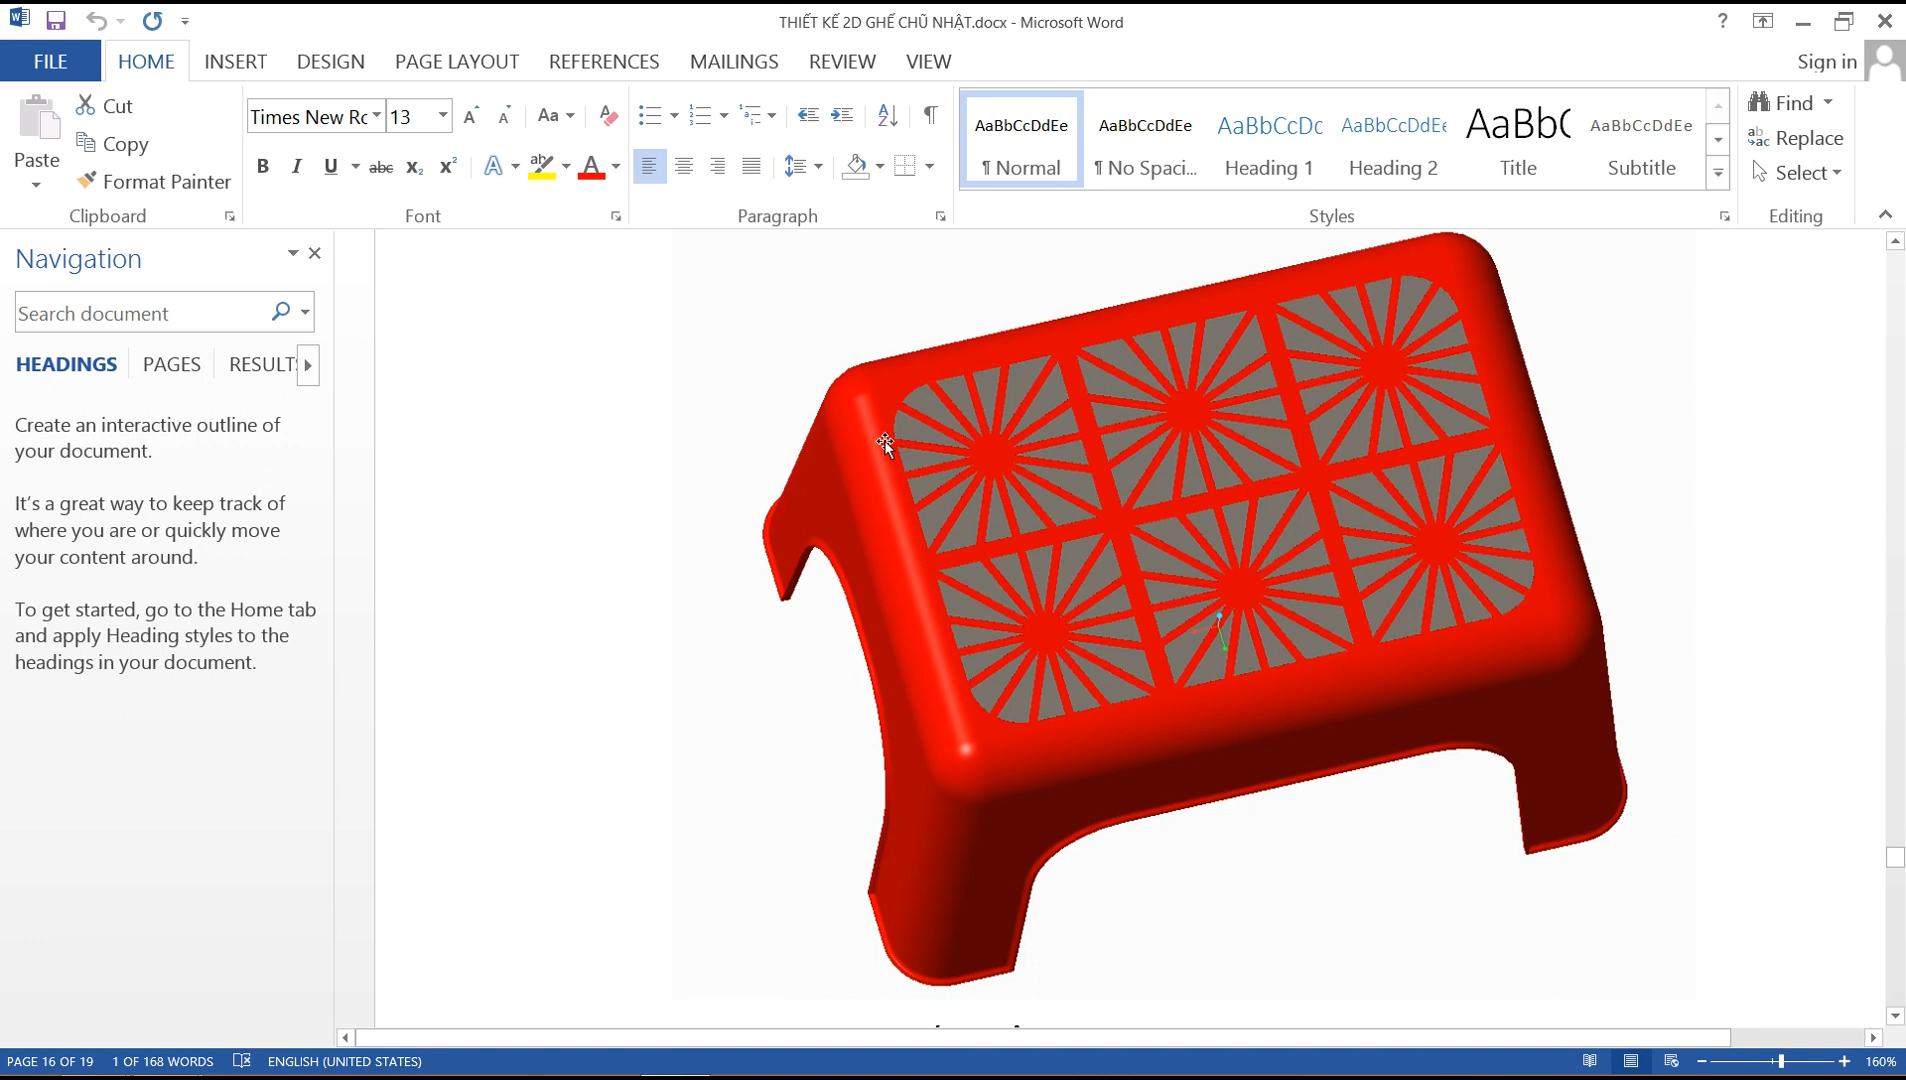 THIẾT KẾ 2D GHẾ CHŨ NHẬT.docx - Microsoft Word
?
FILE HOME INSERT DESIGN PAGE LAYOUT REFERENCES MAILINGS REVIEW VIEW Sign in
Paste
Cut
Copy
Format Painter
Clipboard
Times New Ro 13
Aa
B I U abc X₂ X² A A
Font
Paragraph
AaBbCcDdEe AaBbCcDdEe AaBbCcDc AaBbCcDdEe AaBbC AaBbCcDdEe
¶ Normal ¶ No Spaci... Heading 1 Heading 2 Title Subtitle
Styles
Find
Replace
Select
Editing
Navigation
Search document
HEADINGS PAGES RESULTS
Create an interactive outline of
your document.
It's a great way to keep track of
where you are or quickly move
your content around.
To get started, go to the Home tab
and apply Heading styles to the
headings in your document.
PAGE 16 OF 19 1 OF 168 WORDS ENGLISH (UNITED STATES) 160%